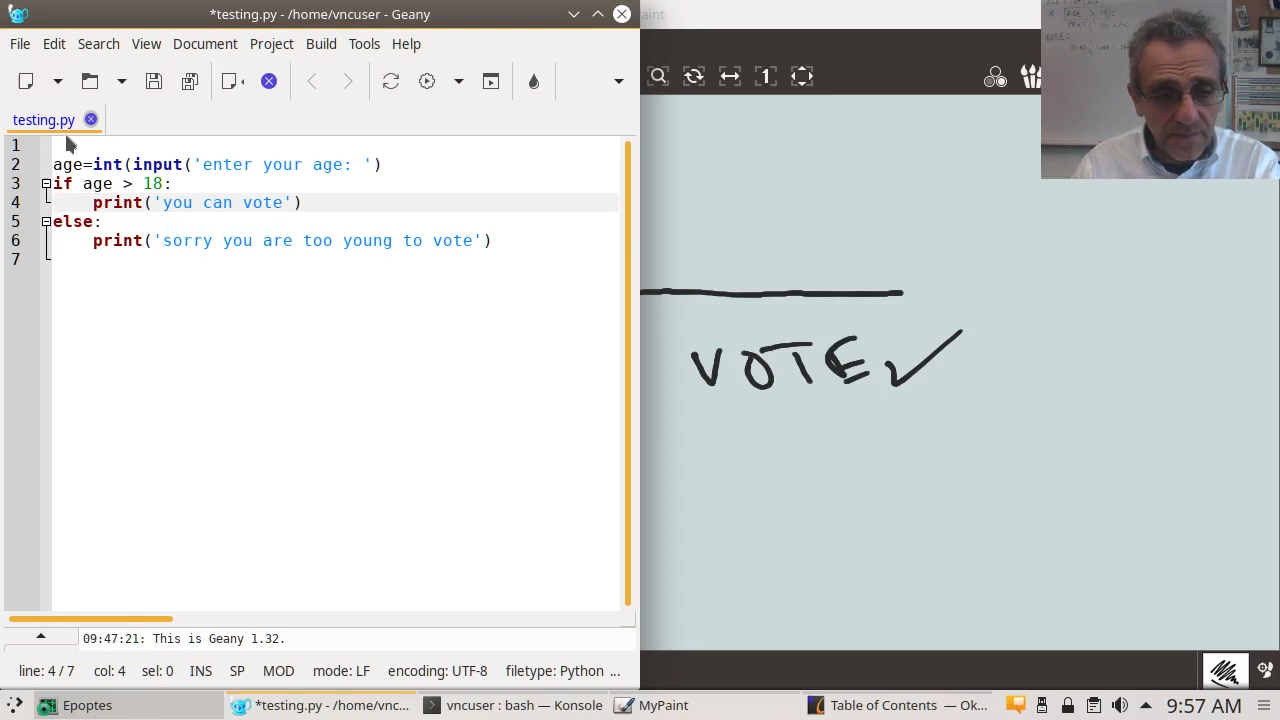 *testing.py - /home/vncuser - Geany
aint
File Edit Search View Document Project Build Tools Help
1
testing.py
1
2 age=int(input('enter your age: ')
3 if age > 18:
4 print('you can vote')
5 else:
6 print('sorry you are too young to vote')
7
VOTE
09:47:21: This is Geany 1.32.
line: 4 / 7 col: 4 sel: 0 INS SP MOD mode: LF encoding: UTF-8 filetype: Python ...
Epoptes *testing.py - /home/vnc... vncuser : bash — Konsole MyPaint Table of Contents — Ok... 9:57 AM